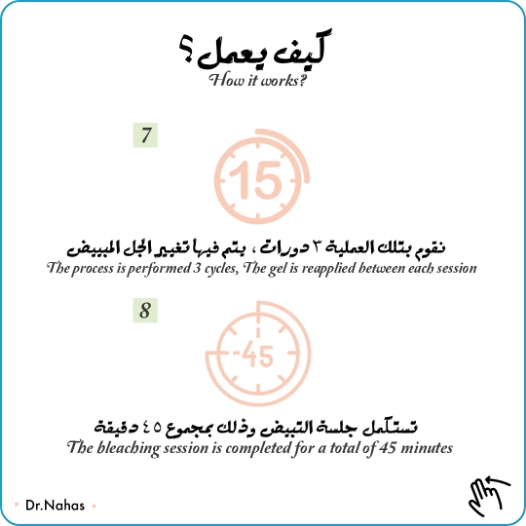 كيف يعمل ؟
How it works?
7
15
نقوم بتلك العملية ٣ دورات، يتم فيها تغيير الجل المبييض
The process is performed 3 cycles, The gel is reapplied between each session
8
45
تستكمل جلسة التبيض وذلك بمجموع ٤٥ دقيقة
The bleaching session is completed for a total of 45 minutes
Dr.Nahas